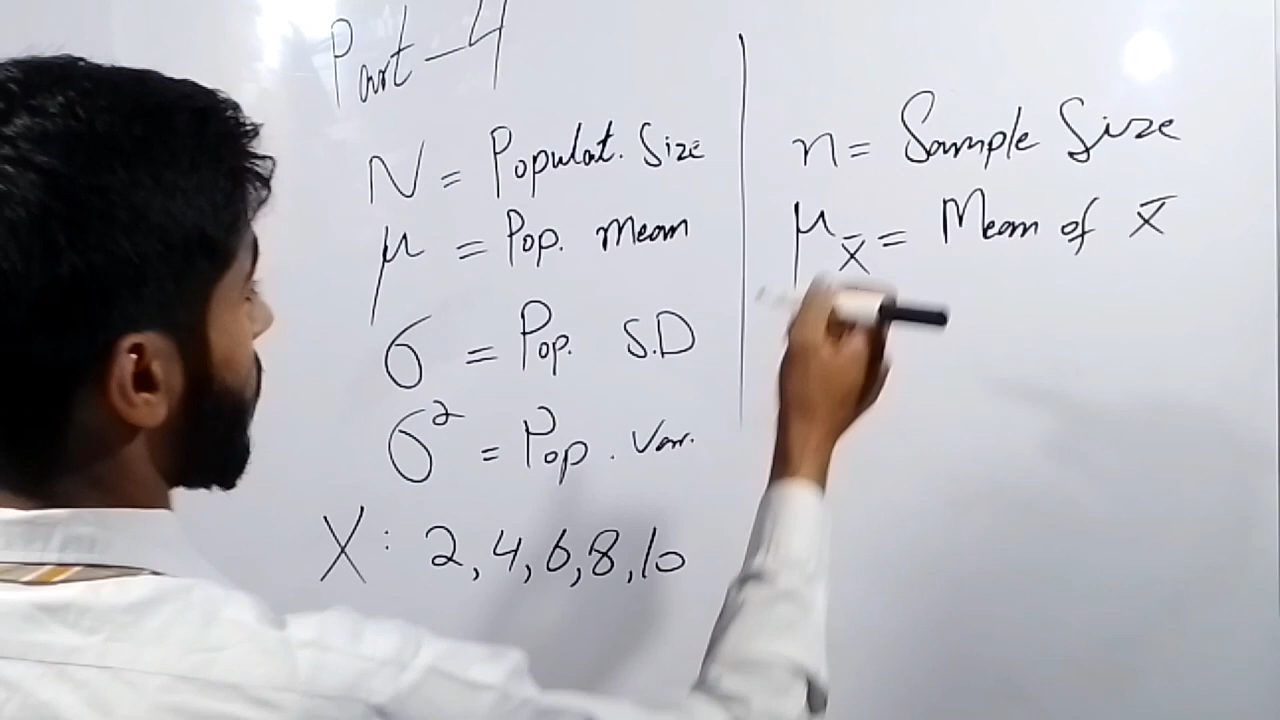 Part - 4
N = Populat. Size
μ = Pop. mean
σ = Pop. S.D
σ² = Pop. Var.
X : 2, 4, 6, 8, 10
n = Sample Size
μ_x̄ = Mean of x̄